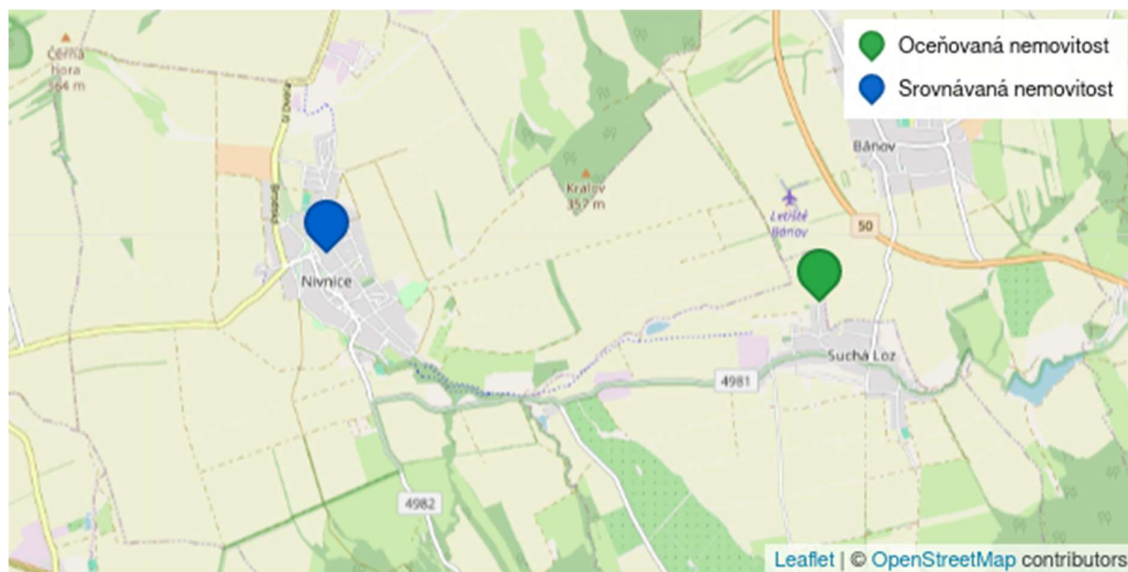 Oceňovaná nemovitost
Srovnávaná nemovitost
Černá
hora
364 m
Bánov
Králov
357 m
Letiště
Bánov
50
Nivnice
Suchá Loz
4981
4982
Leaflet | © OpenStreetMap contributors